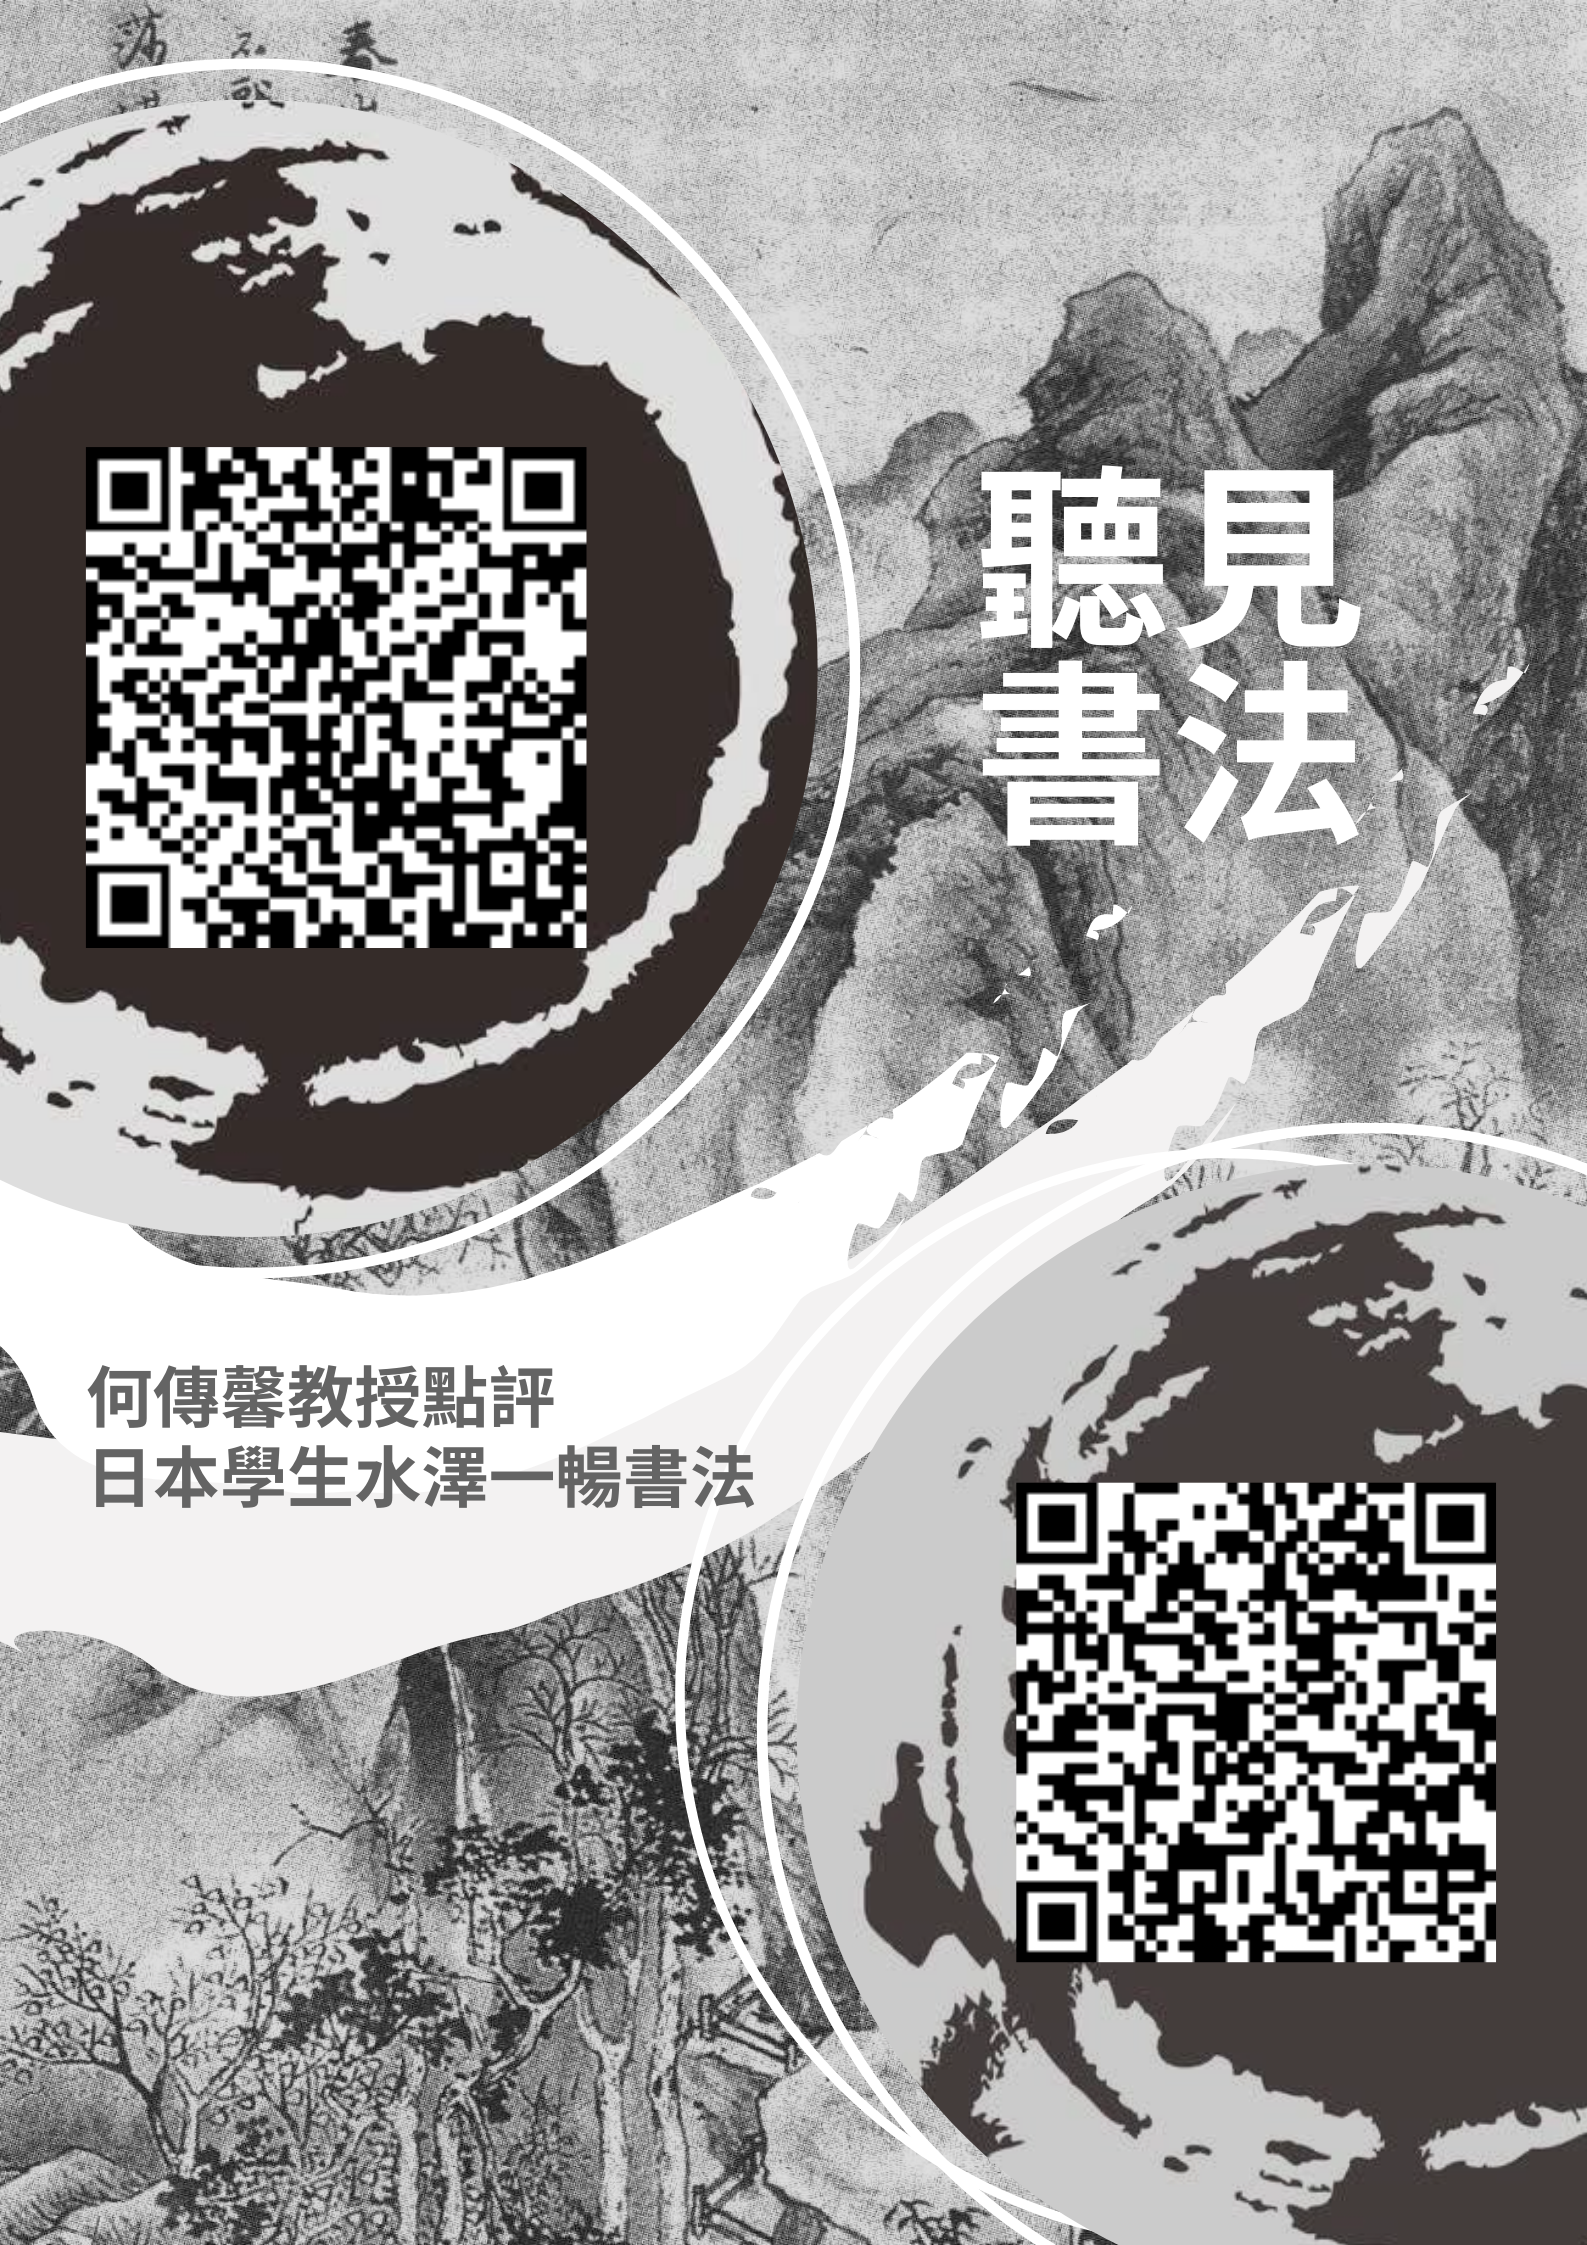 聽見
書法
何傳馨教授點評
日本學生水澤一暢書法